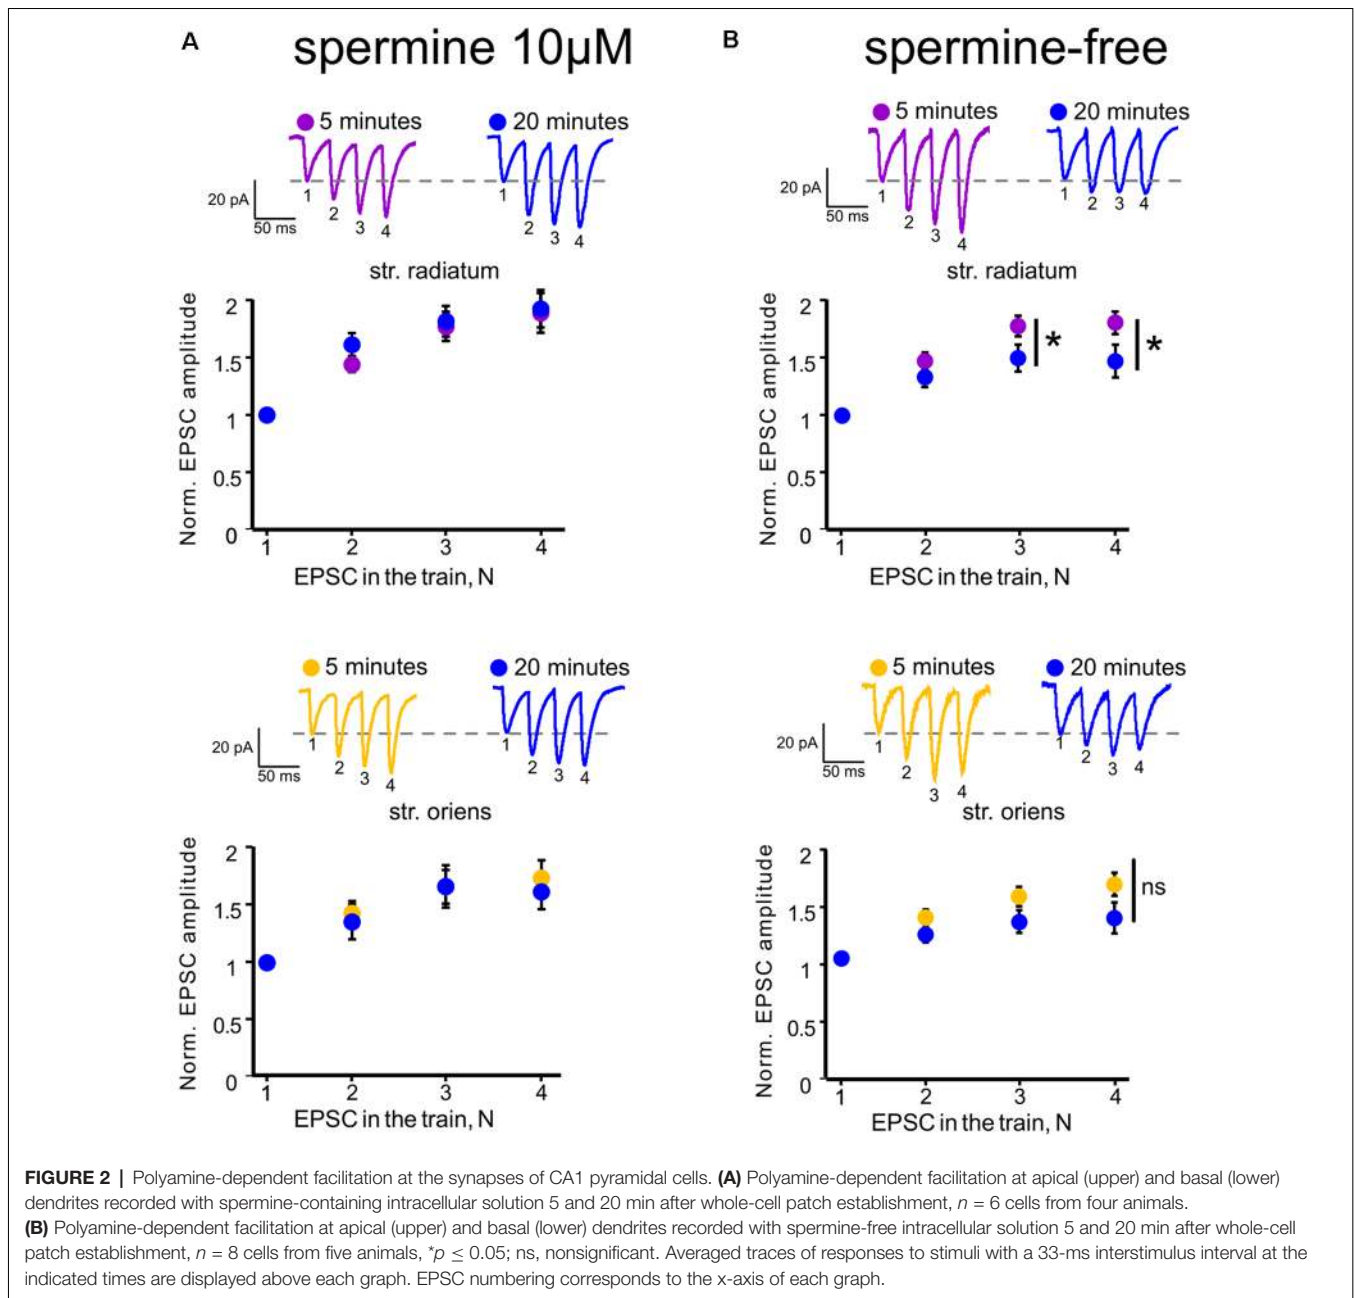 A
spermine 10µM
5 minutes
20 minutes
20 pA
50 ms
1
2
3
4
1
2
3
4
str. radiatum
Norm. EPSC amplitude
2
1.5
1
0.5
0
1 2 3 4
EPSC in the train, N
5 minutes
20 minutes
20 pA
50 ms
1
2
3
4
1
2
3
4
str. oriens
Norm. EPSC amplitude
2
1.5
1
0.5
0
1 2 3 4
EPSC in the train, N
B
spermine-free
5 minutes
20 minutes
20 pA
50 ms
1
2
3
4
1
2 3 4
str. radiatum
Norm. EPSC amplitude
2
1.5
1
0.5
0
*
*
1 2 3 4
EPSC in the train, N
5 minutes
20 minutes
20 pA
50 ms
1
2
3
4
1
2
3
4
str. oriens
Norm. EPSC amplitude
2
1.5
1
0.5
0
ns
1 2 3 4
EPSC in the train, N
FIGURE 2 | Polyamine-dependent facilitation at the synapses of CA1 pyramidal cells. (A) Polyamine-dependent facilitation at apical (upper) and basal (lower)
dendrites recorded with spermine-containing intracellular solution 5 and 20 min after whole-cell patch establishment, n = 6 cells from four animals.
(B) Polyamine-dependent facilitation at apical (upper) and basal (lower) dendrites recorded with spermine-free intracellular solution 5 and 20 min after whole-cell
patch establishment, n = 8 cells from five animals, *p ≤ 0.05; ns, nonsignificant. Averaged traces of responses to stimuli with a 33-ms interstimulus interval at the
indicated times are displayed above each graph. EPSC numbering corresponds to the x-axis of each graph.